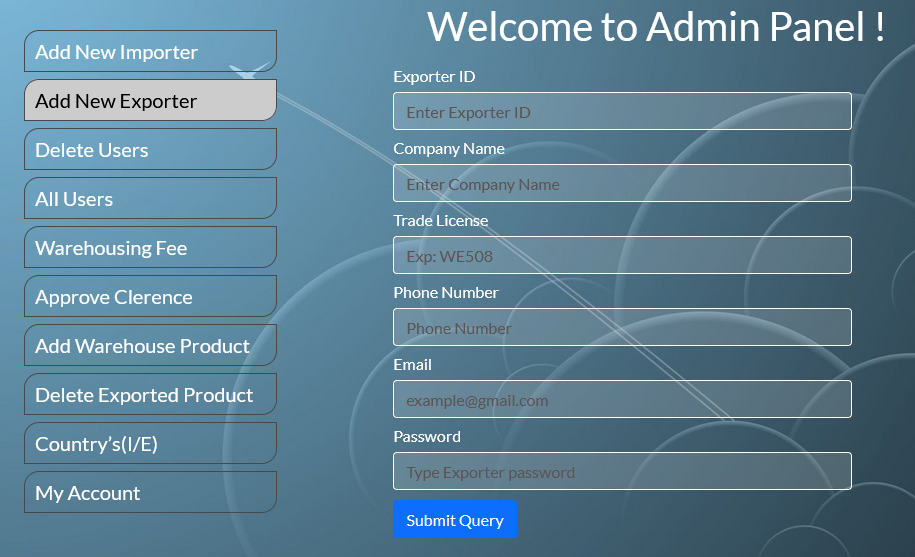 Welcome to Admin Panel !
Add New Importer
Add New Exporter
Delete Users
All Users
Warehousing Fee
Approve Clerence
Add Warehouse Product
Delete Exported Product
Country's(I/E)
My Account
Exporter ID
Enter Exporter ID
Company Name
Enter Company Name
Trade License
Exp: WE508
Phone Number
Phone Number
Email
example@gmail.com
Password
Type Exporter password
Submit Query